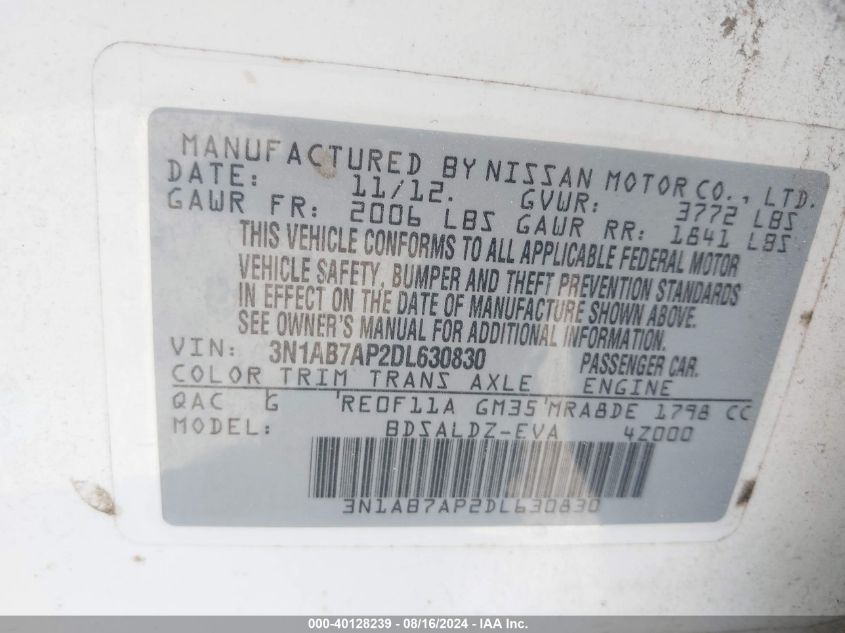 MANUFACTURED BY NISSAN MOTOR CO., LTD.
DATE: 11/12. GVWR: 3772 LBS
GAWR FR: 2006 LBS GAWR RR: 1841 LBS
THIS VEHICLE CONFORMS TO ALL APPLICABLE FEDERAL MOTOR
VEHICLE SAFETY, BUMPER AND THEFT PREVENTION STANDARDS
IN EFFECT ON THE DATE OF MANUFACTURE SHOWN ABOVE.
SEE OWNER'S MANUAL FOR ADDITIONAL INFORMATION.
VIN: 3N1AB7AP2DL630830 PASSENGER CAR.
COLOR TRIM TRANS AXLE ENGINE
QAC G RE0F11A GM35 MRA8DE 1798 CC
MODEL: BDSALDZ-EVA 4Z000
3N1AB7AP2DL630830
000-40128239 - 08/16/2024 - IAA Inc.